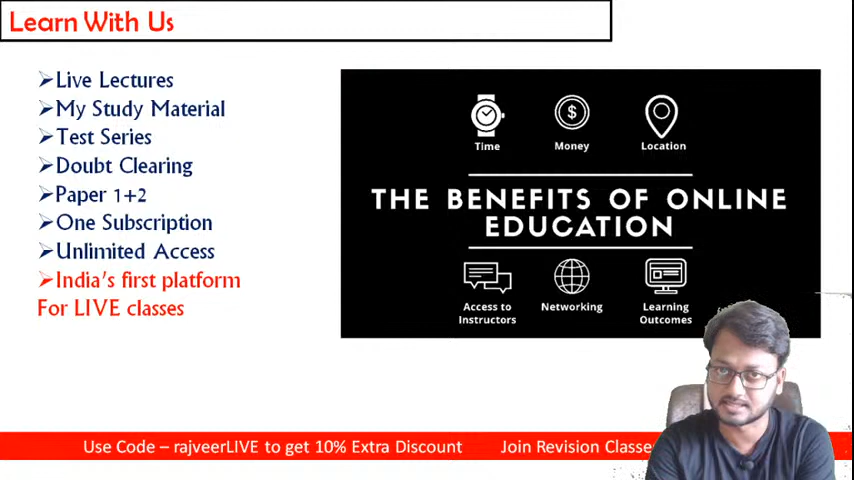 Learn With Us
➢Live Lectures
➢My Study Material
➢Test Series
➢Doubt Clearing
➢Paper 1+2
➢One Subscription
➢Unlimited Access
➢India's first platform
For LIVE classes
Time
Money
Location
THE BENEFITS OF ONLINE
EDUCATION
Access to
Instructors
Networking
Learning
Outcomes
Use Code – rajveerLIVE to get 10% Extra Discount
Join Revision Classe